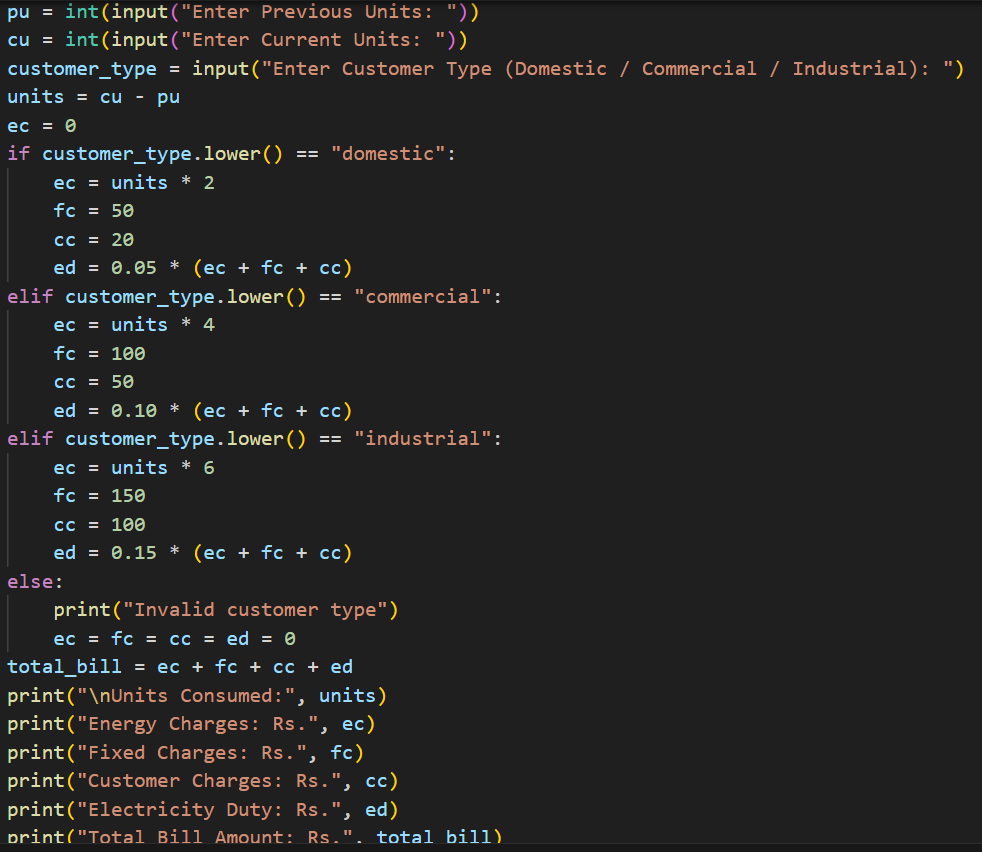 pu = int(input("Enter Previous Units: "))
cu = int(input("Enter Current Units: "))
customer_type = input("Enter Customer Type (Domestic / Commercial / Industrial): ")
units = cu - pu
ec = 0
if customer_type.lower() == "domestic":
    ec = units * 2
    fc = 50
    cc = 20
    ed = 0.05 * (ec + fc + cc)
elif customer_type.lower() == "commercial":
    ec = units * 4
    fc = 100
    cc = 50
    ed = 0.10 * (ec + fc + cc)
elif customer_type.lower() == "industrial":
    ec = units * 6
    fc = 150
    cc = 100
    ed = 0.15 * (ec + fc + cc)
else:
    print("Invalid customer type")
    ec = fc = cc = ed = 0
total_bill = ec + fc + cc + ed
print("\nUnits Consumed:", units)
print("Energy Charges: Rs.", ec)
print("Fixed Charges: Rs.", fc)
print("Customer Charges: Rs.", cc)
print("Electricity Duty: Rs.", ed)
print("Total Bill Amount: Rs.", total_bill)